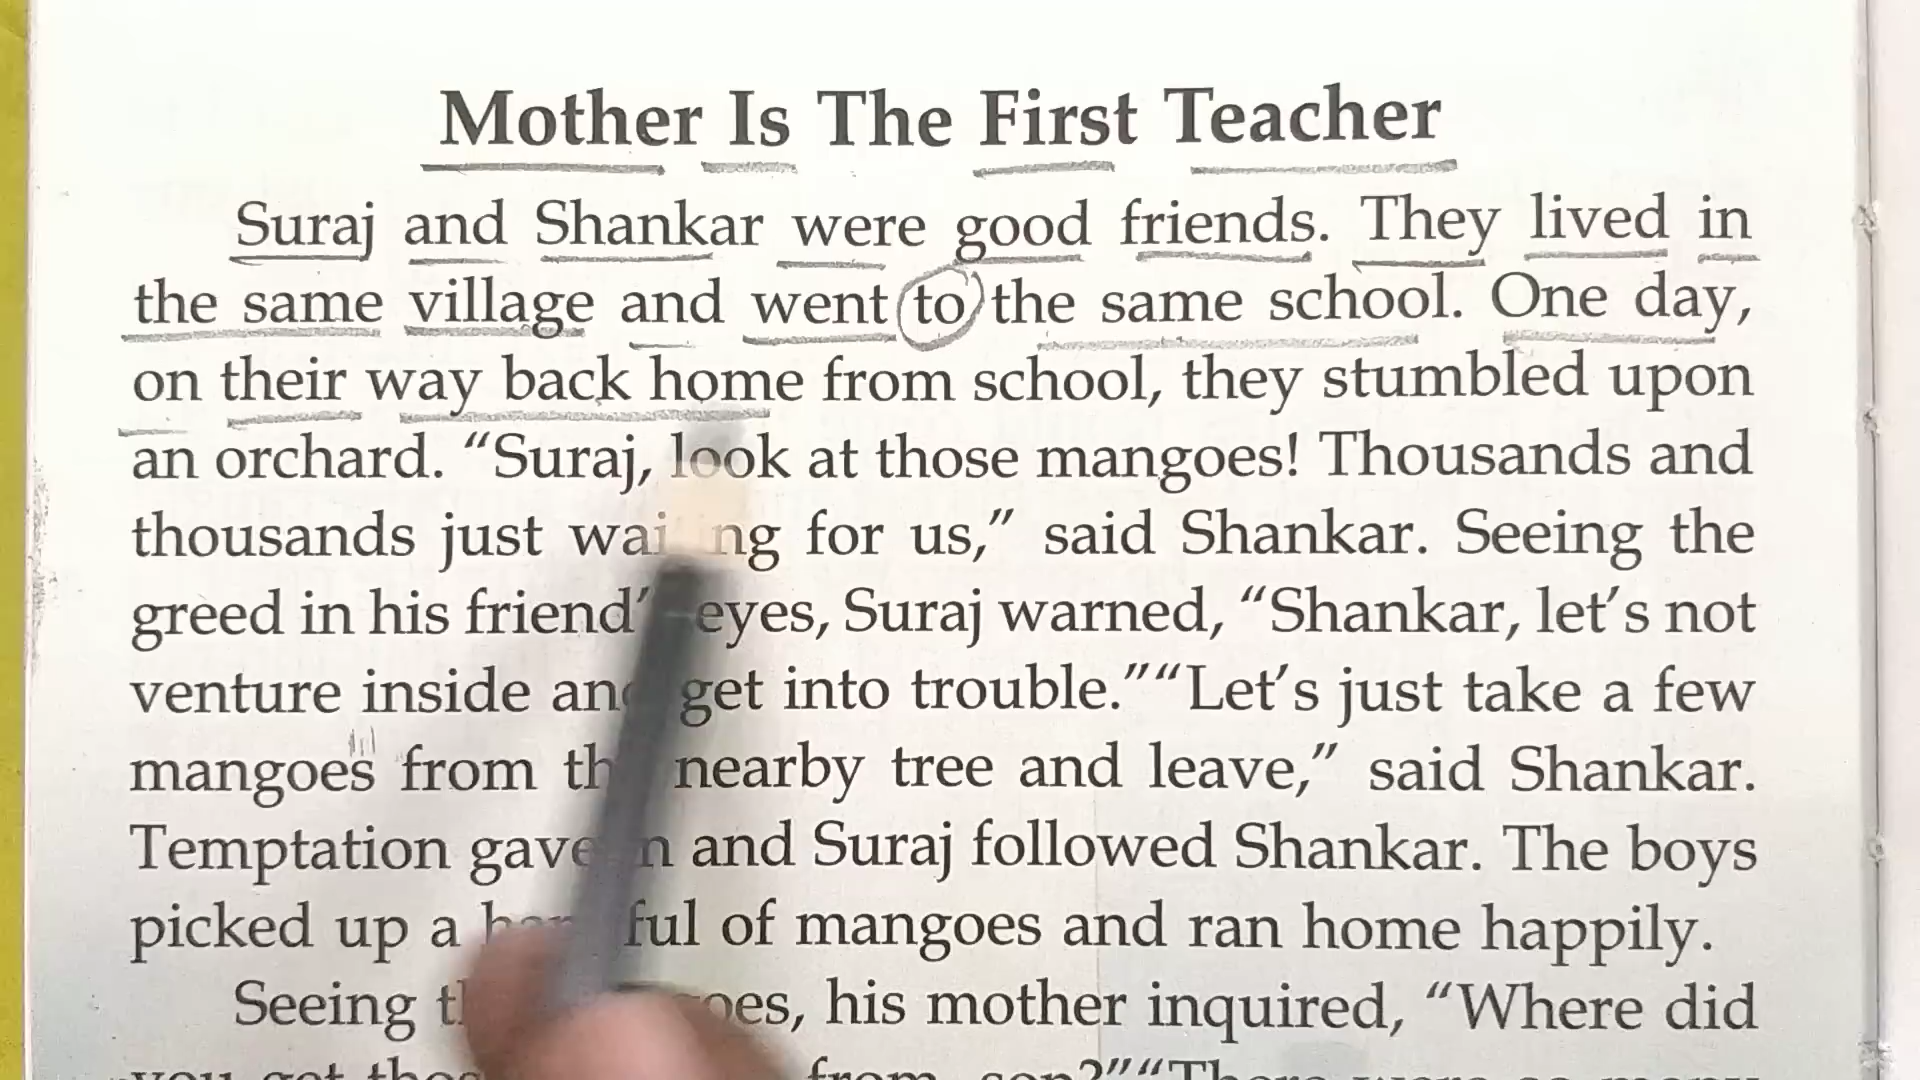 Mother Is The First Teacher
Suraj and Shankar were good friends. They lived in
the same village and went to the same school. One day,
on their way back home from school, they stumbled upon
an orchard. “Suraj, look at those mangoes! Thousands and
thousands just waiting for us,” said Shankar. Seeing the
greed in his friend’s eyes, Suraj warned, “Shankar, let’s not
venture inside and get into trouble.” “Let’s just take a few
mangoes from the nearby tree and leave,” said Shankar.
Temptation gave in and Suraj followed Shankar. The boys
picked up a handful of mangoes and ran home happily.
Seeing his mother inquired, “Where did
you get from, son?” “There were so many